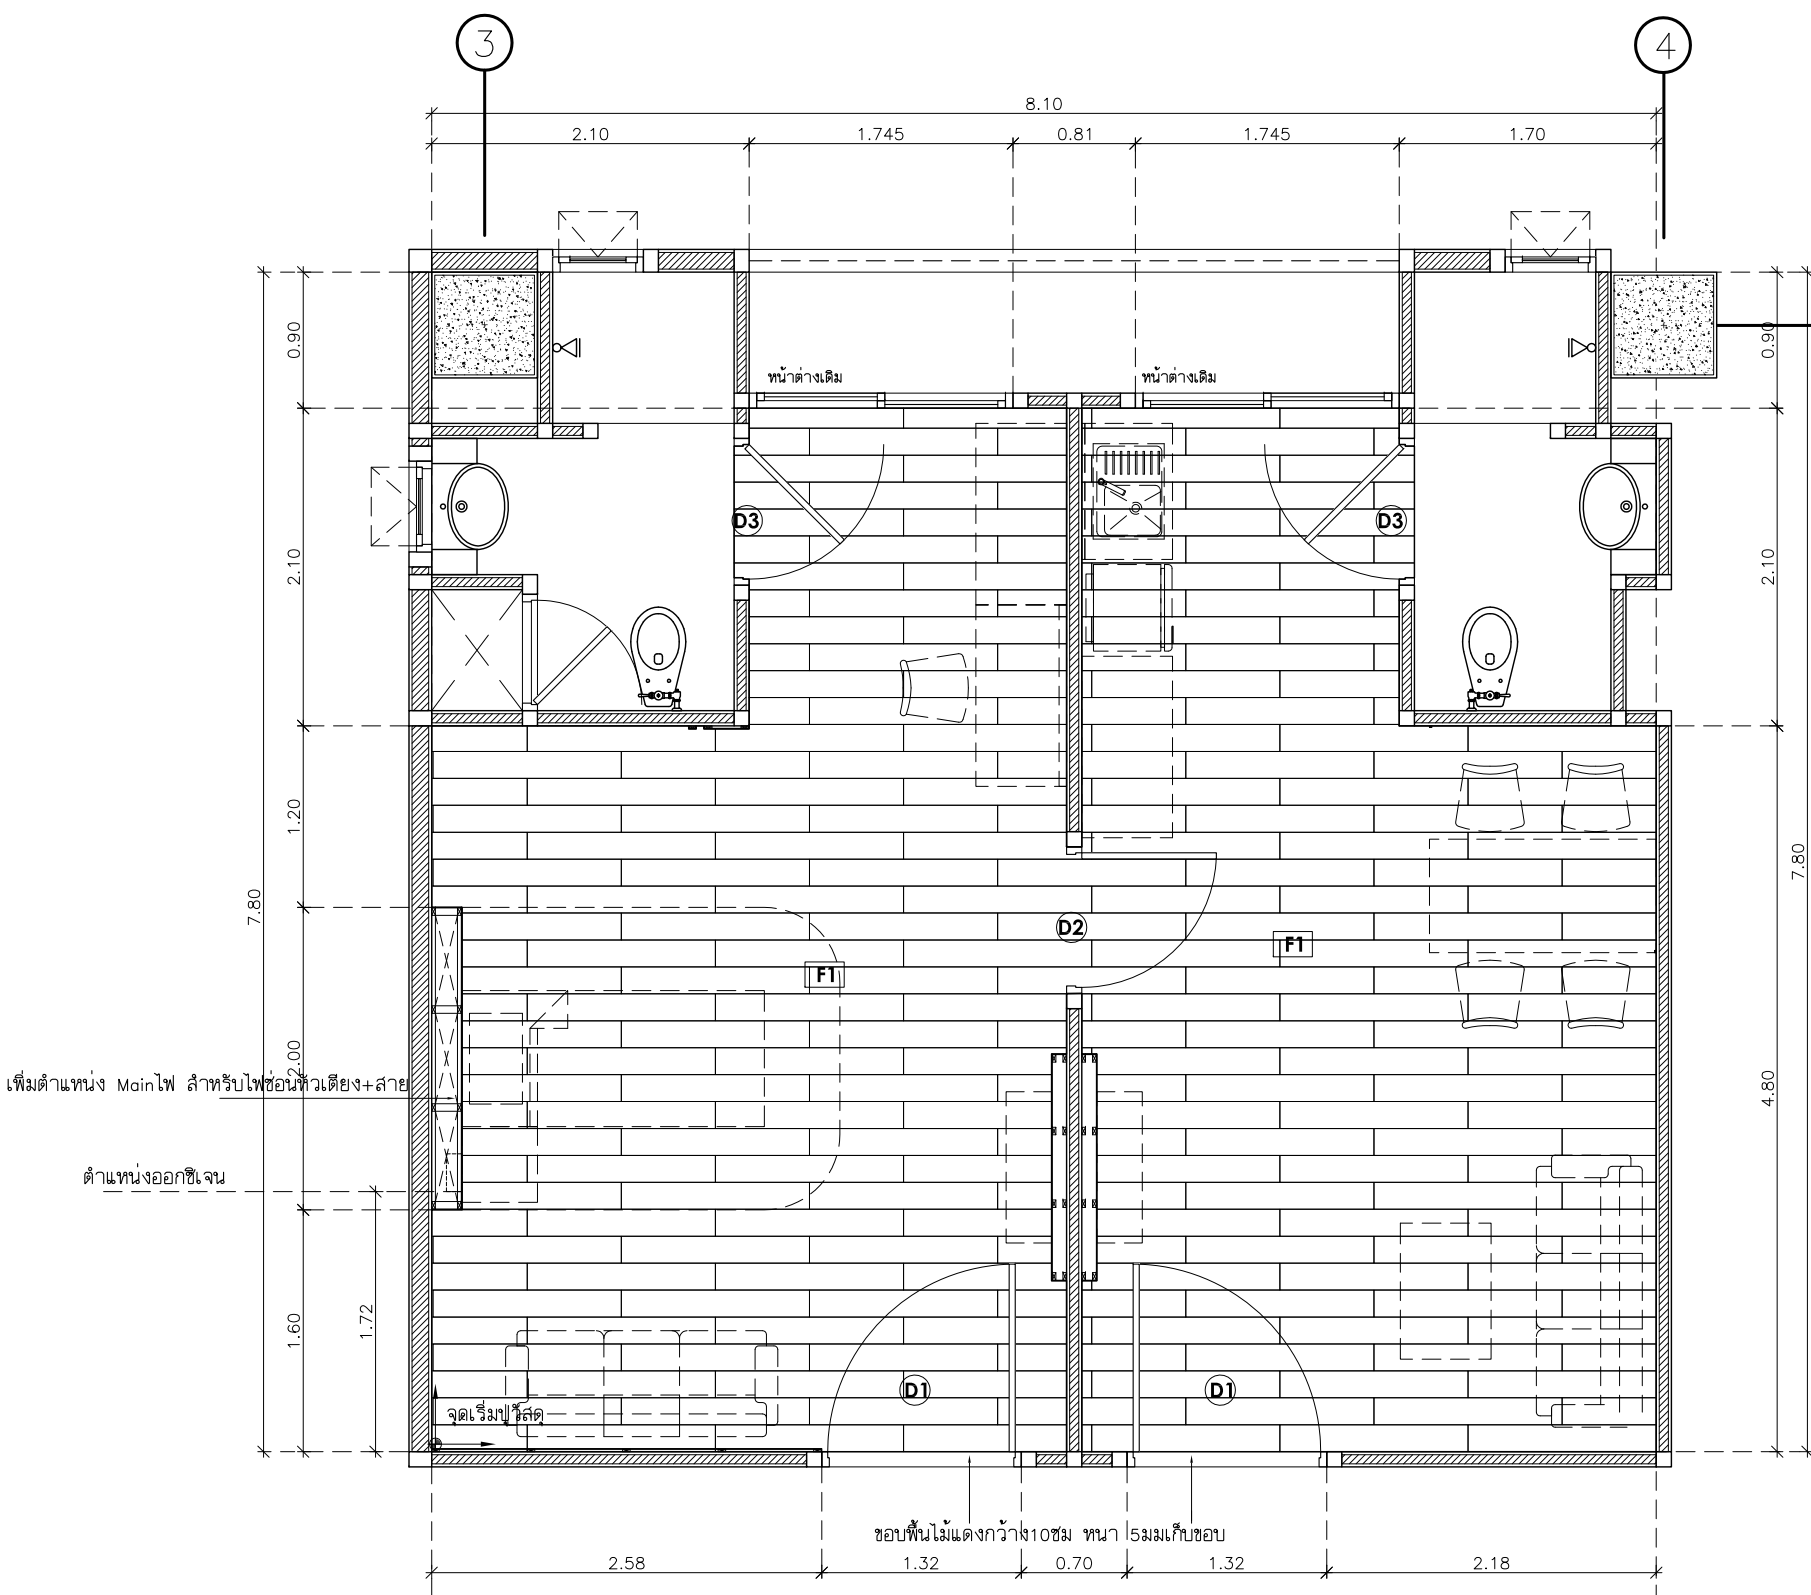 3
4
8.10
2.10
1.745
0.81
1.745
1.70
0.90
0.90
หน้าต่างเดิม
หน้าต่างเดิม
D3
D3
2.10
2.10
1.20
7.80
7.80
D2
F1
F1
2.00
เพิ่มตำแหน่ง Mainไฟ สำหรับไฟซ่อนหัวเตียง+สาย
4.80
ตำแหน่งออกซิเจน
1.60
1.72
D1
D1
จุดเริ่มปูวัสดุ
ขอบพื้นไม้แดงกว้าง10ซม หนา 5มมเก็บขอบ
2.58
1.32
0.70
1.32
2.18